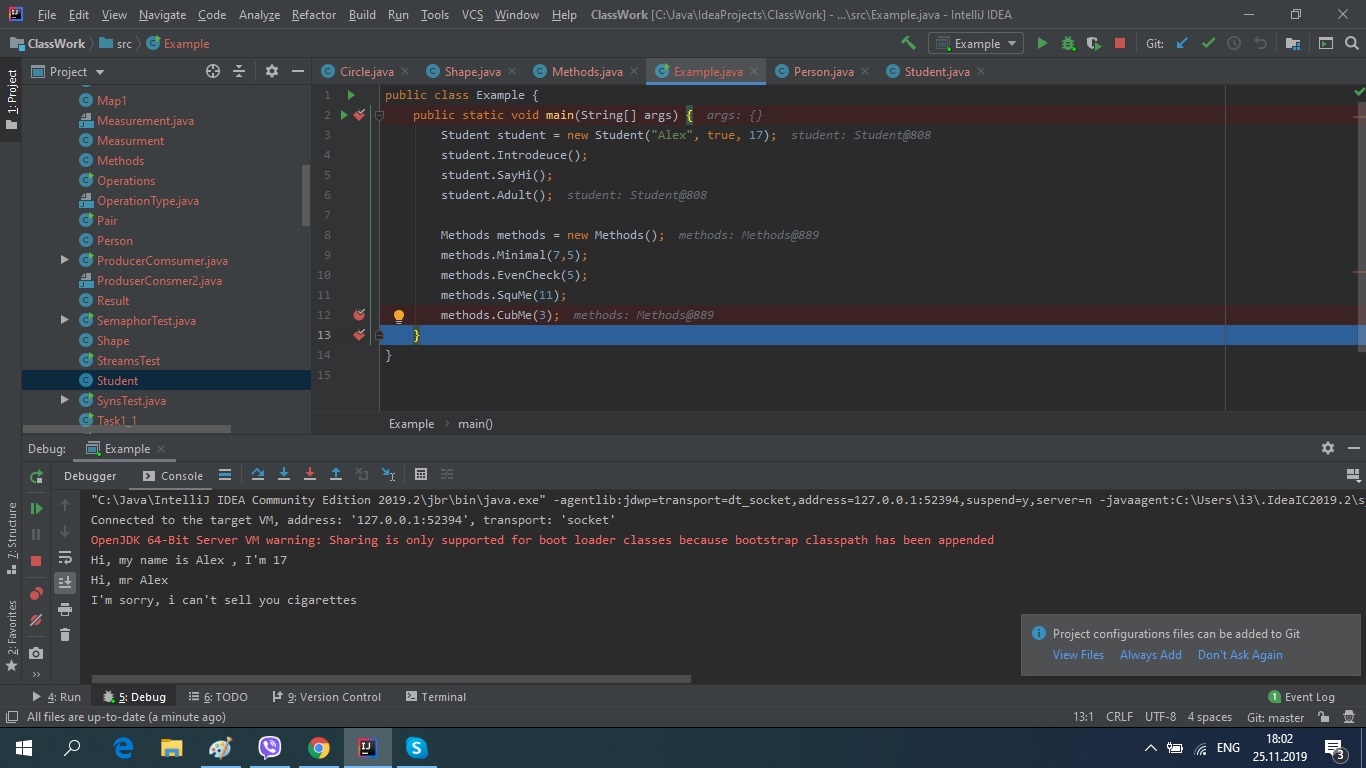 File Edit View Navigate Code Analyze Refactor Build Run Tools VCS Window Help ClassWork [C:\Java\IdeaProjects\ClassWork] - ...\src\Example.java - IntelliJ IDEA
ClassWork src Example Example Git:
1: Project
Project
Circle.java Shape.java Methods.java Example.java Person.java Student.java
Map1
Measurement.java
Measurment
Methods
Operations
OperationType.java
Pair
Person
ProducerComsumer.java
ProduserConsmer2.java
Result
SemaphorTest.java
Shape
StreamsTest
Student
SynsTest.java
Task1_1
1 public class Example {
2 public static void main(String[] args) { args: {}
3 Student student = new Student("Alex", true, 17); student: Student@808
4 student.Introdeuce();
5 student.SayHi();
6 student.Adult(); student: Student@808
7
8 Methods methods = new Methods(); methods: Methods@889
9 methods.Minimal(7,5);
10 methods.EvenCheck(5);
11 methods.SquMe(11);
12 methods.CubMe(3); methods: Methods@889
13 }
14 }
15
Example main()
Debug: Example
Debugger Console
"C:\Java\IntelliJ IDEA Community Edition 2019.2\jbr\bin\java.exe" -agentlib:jdwp=transport=dt_socket,address=127.0.0.1:52394,suspend=y,server=n -javaagent:C:\Users\i3\.IdeaIC2019.2\s
Connected to the target VM, address: '127.0.0.1:52394', transport: 'socket'
OpenJDK 64-Bit Server VM warning: Sharing is only supported for boot loader classes because bootstrap classpath has been appended
Hi, my name is Alex , I'm 17
Hi, mr Alex
I'm sorry, i can't sell you cigarettes
7: Structure
2: Favorites
Project configurations files can be added to Git
View Files Always Add Don't Ask Again
4: Run 5: Debug 6: TODO 9: Version Control Terminal 1 Event Log
All files are up-to-date (a minute ago) 13:1 CRLF UTF-8 4 spaces Git: master
ENG 18:02
25.11.2019 3